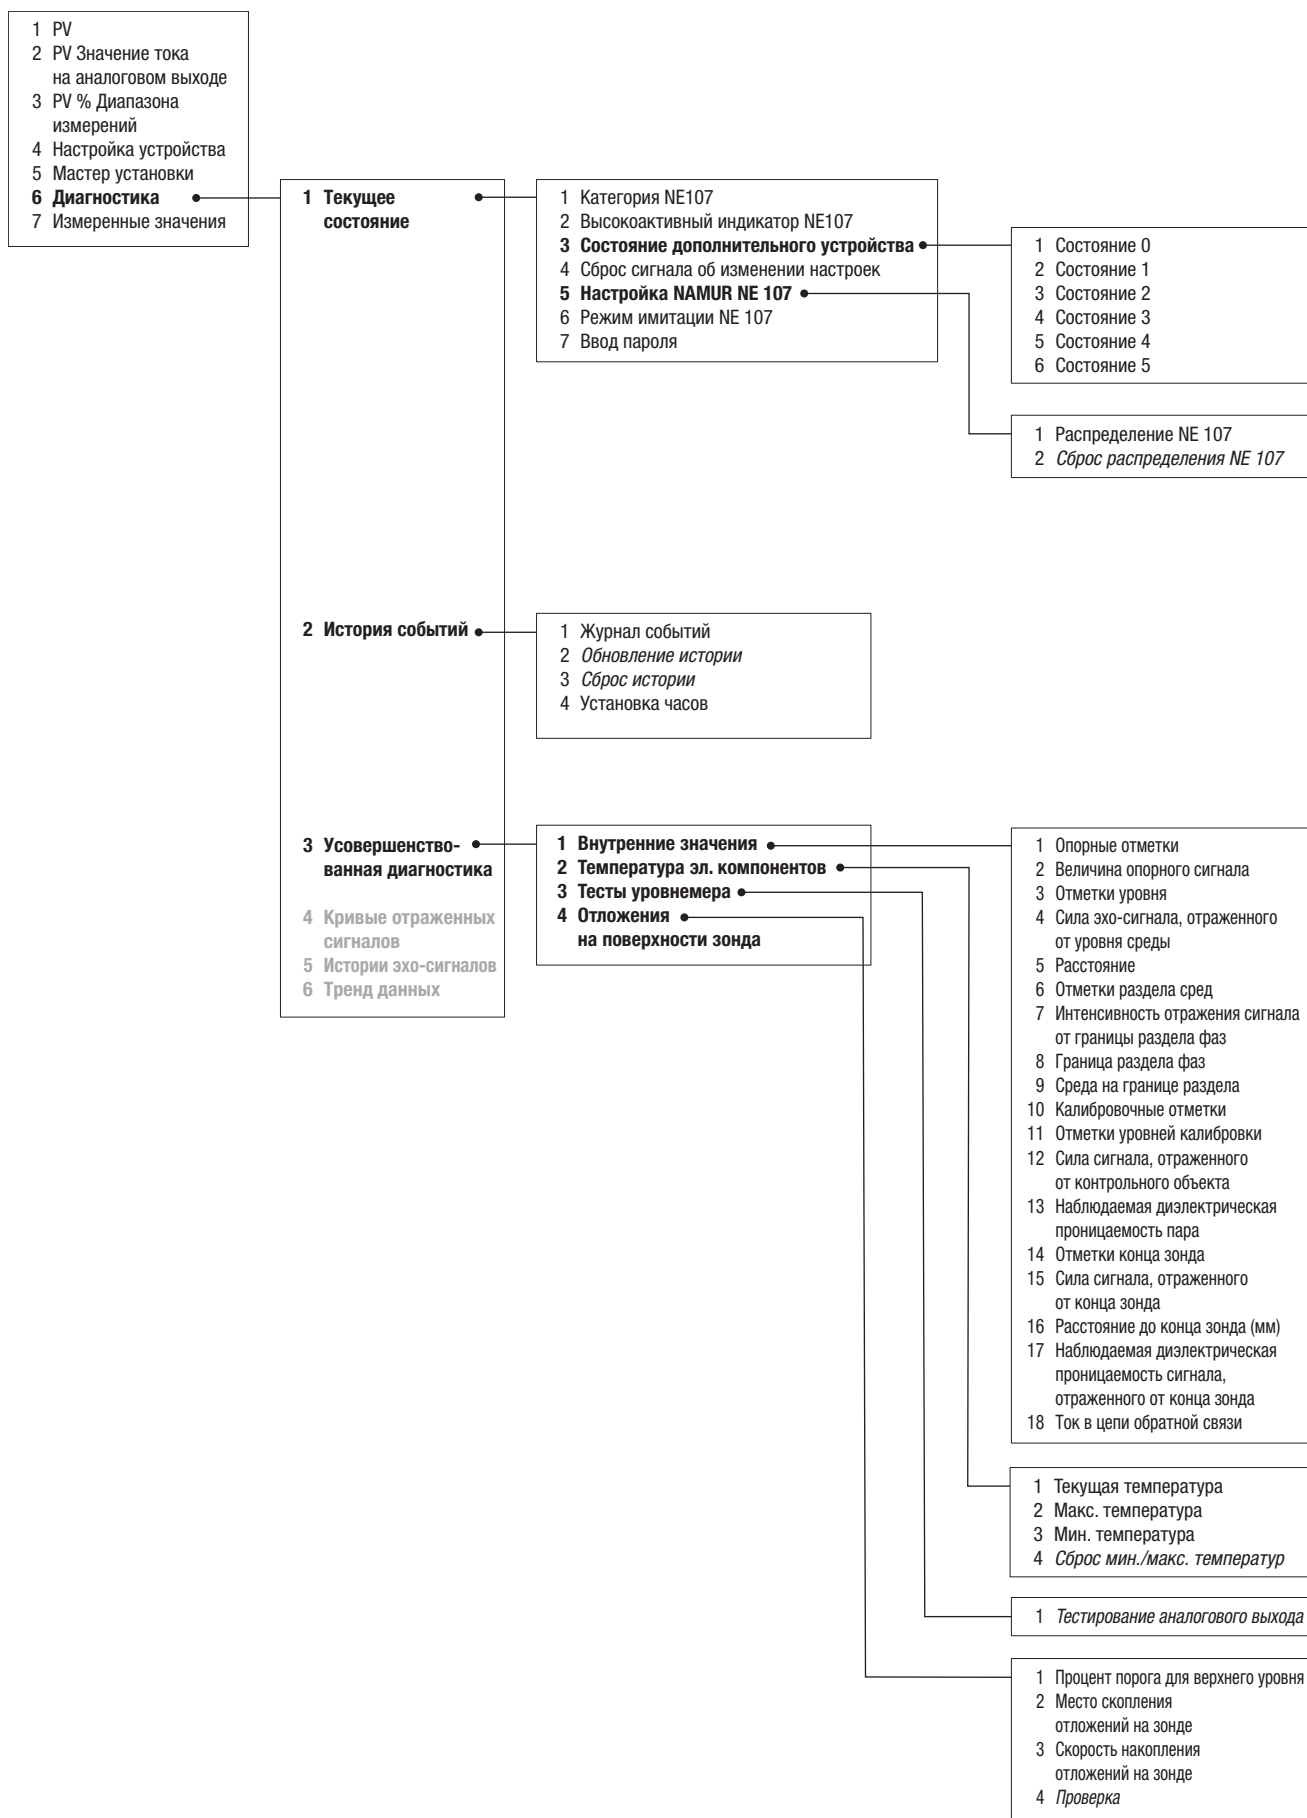 1 PV
2 PV Значение тока
на аналоговом выходе
3 PV % Диапазона
измерений
4 Настройка устройства
5 Мастер установки
6 Диагностика
7 Измеренные значения
1 Текущее
состояние
1 Категория NE107
2 Высокоактивный индикатор NE107
3 Состояние дополнительного устройства
4 Сброс сигнала об изменении настроек
5 Настройка NAMUR NE 107
6 Режим имитации NE 107
7 Ввод пароля
1 Состояние 0
2 Состояние 1
3 Состояние 2
4 Состояние 3
5 Состояние 4
6 Состояние 5
1 Распределение NE 107
2 Сброс распределения NE 107
2 История событий
1 Журнал событий
2 Обновление истории
3 Сброс истории
4 Установка часов
3 Усовершенство-
ванная диагностика
4 Кривые отраженных
сигналов
5 Истории эхо-сигналов
6 Тренд данных
1 Внутренние значения
2 Температура эл. компонентов
3 Тесты уровнемера
4 Отложения
на поверхности зонда
1 Опорные отметки
2 Величина опорного сигнала
3 Отметки уровня
4 Сила эхо-сигнала, отраженного
от уровня среды
5 Расстояние
6 Отметки раздела сред
7 Интенсивность отражения сигнала
от границы раздела фаз
8 Граница раздела фаз
9 Среда на границе раздела
10 Калибровочные отметки
11 Отметки уровней калибровки
12 Сила сигнала, отраженного
от контрольного объекта
13 Наблюдаемая диэлектрическая
проницаемость пара
14 Отметки конца зонда
15 Сила сигнала, отраженного
от конца зонда
16 Расстояние до конца зонда (мм)
17 Наблюдаемая диэлектрическая
проницаемость сигнала,
отраженного от конца зонда
18 Ток в цепи обратной связи
1 Текущая температура
2 Макс. температура
3 Мин. температура
4 Сброс мин./макс. температур
1 Тестирование аналогового выхода
1 Процент порога для верхнего уровня
2 Место скопления
отложений на зонде
3 Скорость накопления
отложений на зонде
4 Проверка